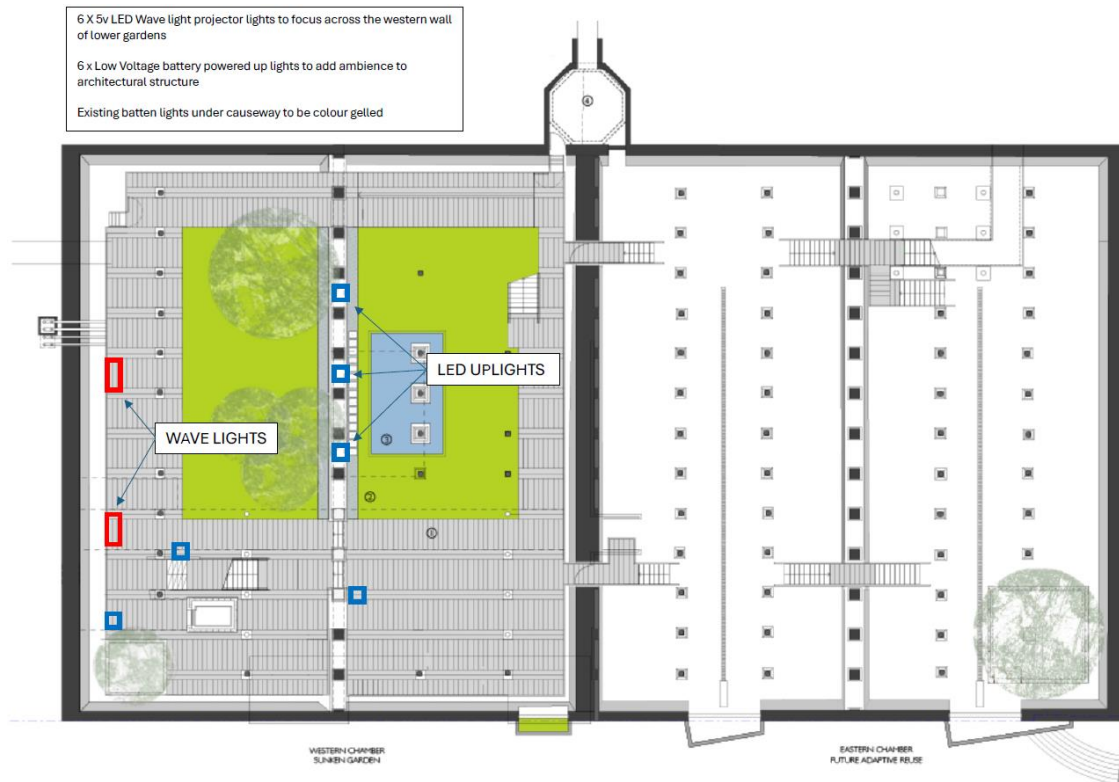 6 X 5v LED Wave light projector lights to focus across the western wall
of lower gardens
6 x Low Voltage battery powered up lights to add ambience to
architectural structure
Existing batten lights under causeway to be colour gelled
④
LED UPLIGHTS
WAVE LIGHTS
③
②
①
WESTERN CHAMBER
SUNKEN GARDEN
EASTERN CHAMBER
FUTURE ADAPTIVE REUSE